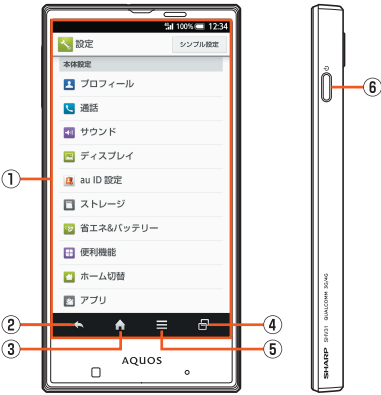 100% 12:34
設定 シンプル設定
本体設定
プロフィール
通話
サウンド
ディスプレイ
au ID 設定
ストレージ
省エネ&バッテリー
便利機能
ホーム切替
アプリ
AQUOS
①
②
③
④
⑤
⑥
SHARP SHV31 QUALCOMM 3G/4G